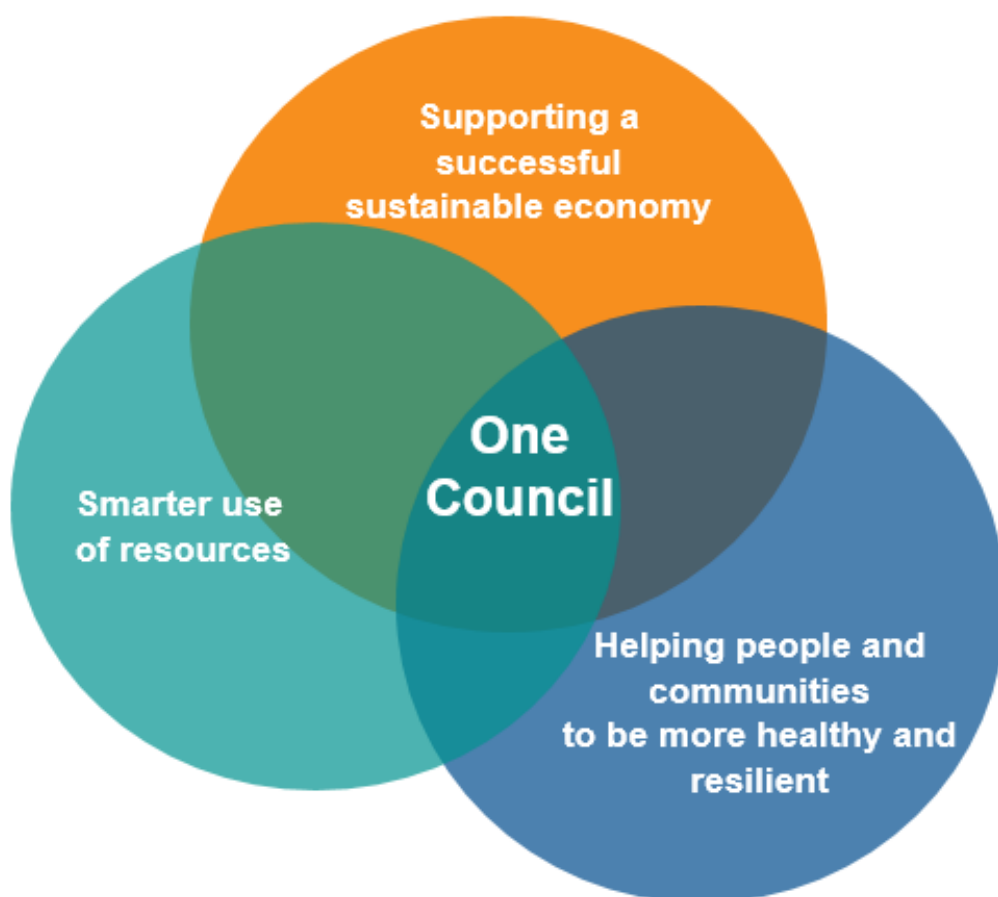 Supporting a
successful
sustainable economy
One
Council
Smarter use
of resources
Helping people and
communities
to be more healthy and
resilient